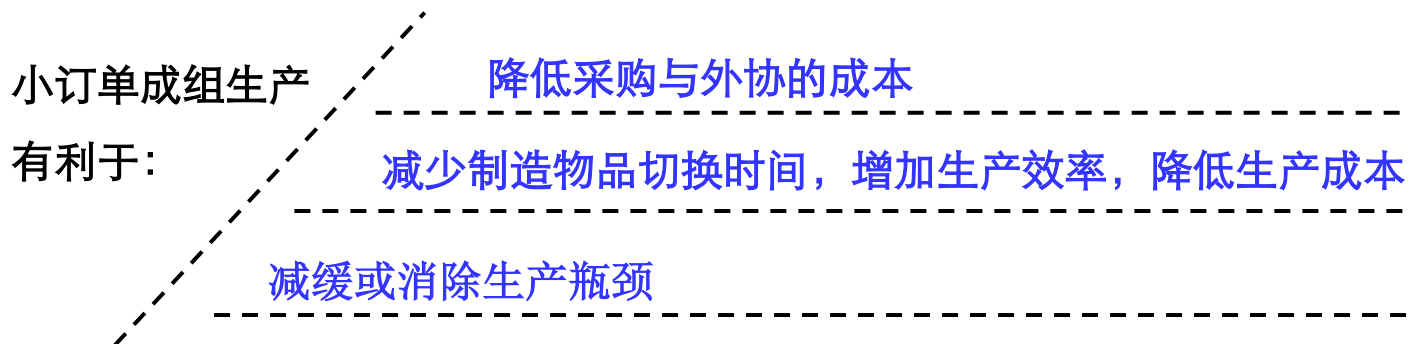 小订单成组生产
有利于：
降低采购与外协的成本
减少制造物品切换时间，增加生产效率，降低生产成本
减缓或消除生产瓶颈